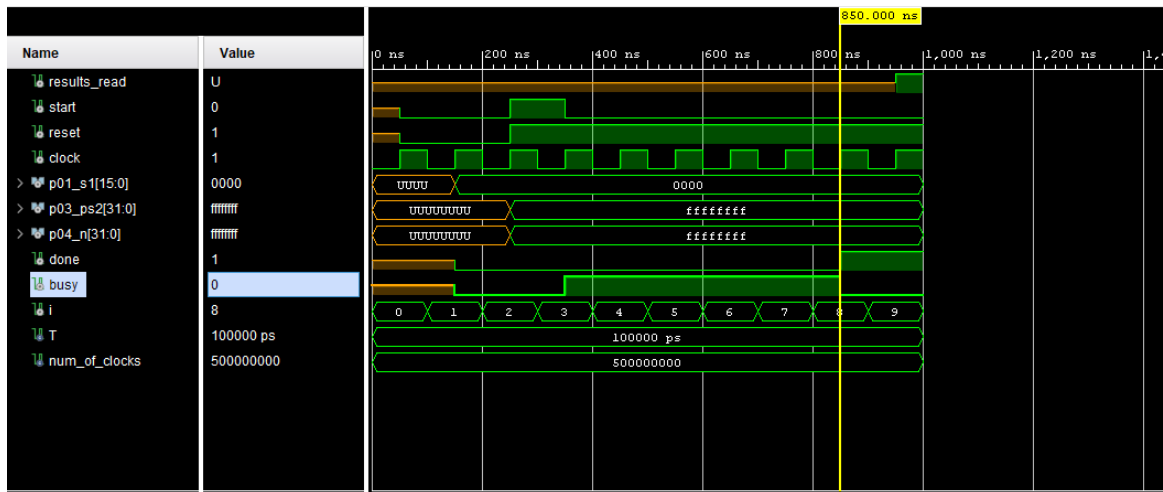 850.000 ns
Name Value 0 ns 200 ns 400 ns 600 ns 800 ns 1,000 ns 1,200 ns 1,
results_read U
start 0
reset 1
clock 1
p01_s1[15:0] 0000 UUUU 0000
p03_ps2[31:0] ffffffff UUUUUUUU ffffffff
p04_n[31:0] ffffffff UUUUUUUU ffffffff
done 1
busy 0
i 8 0 1 2 3 4 5 6 7 8 9
T 100000 ps 100000 ps
num_of_clocks 500000000 500000000